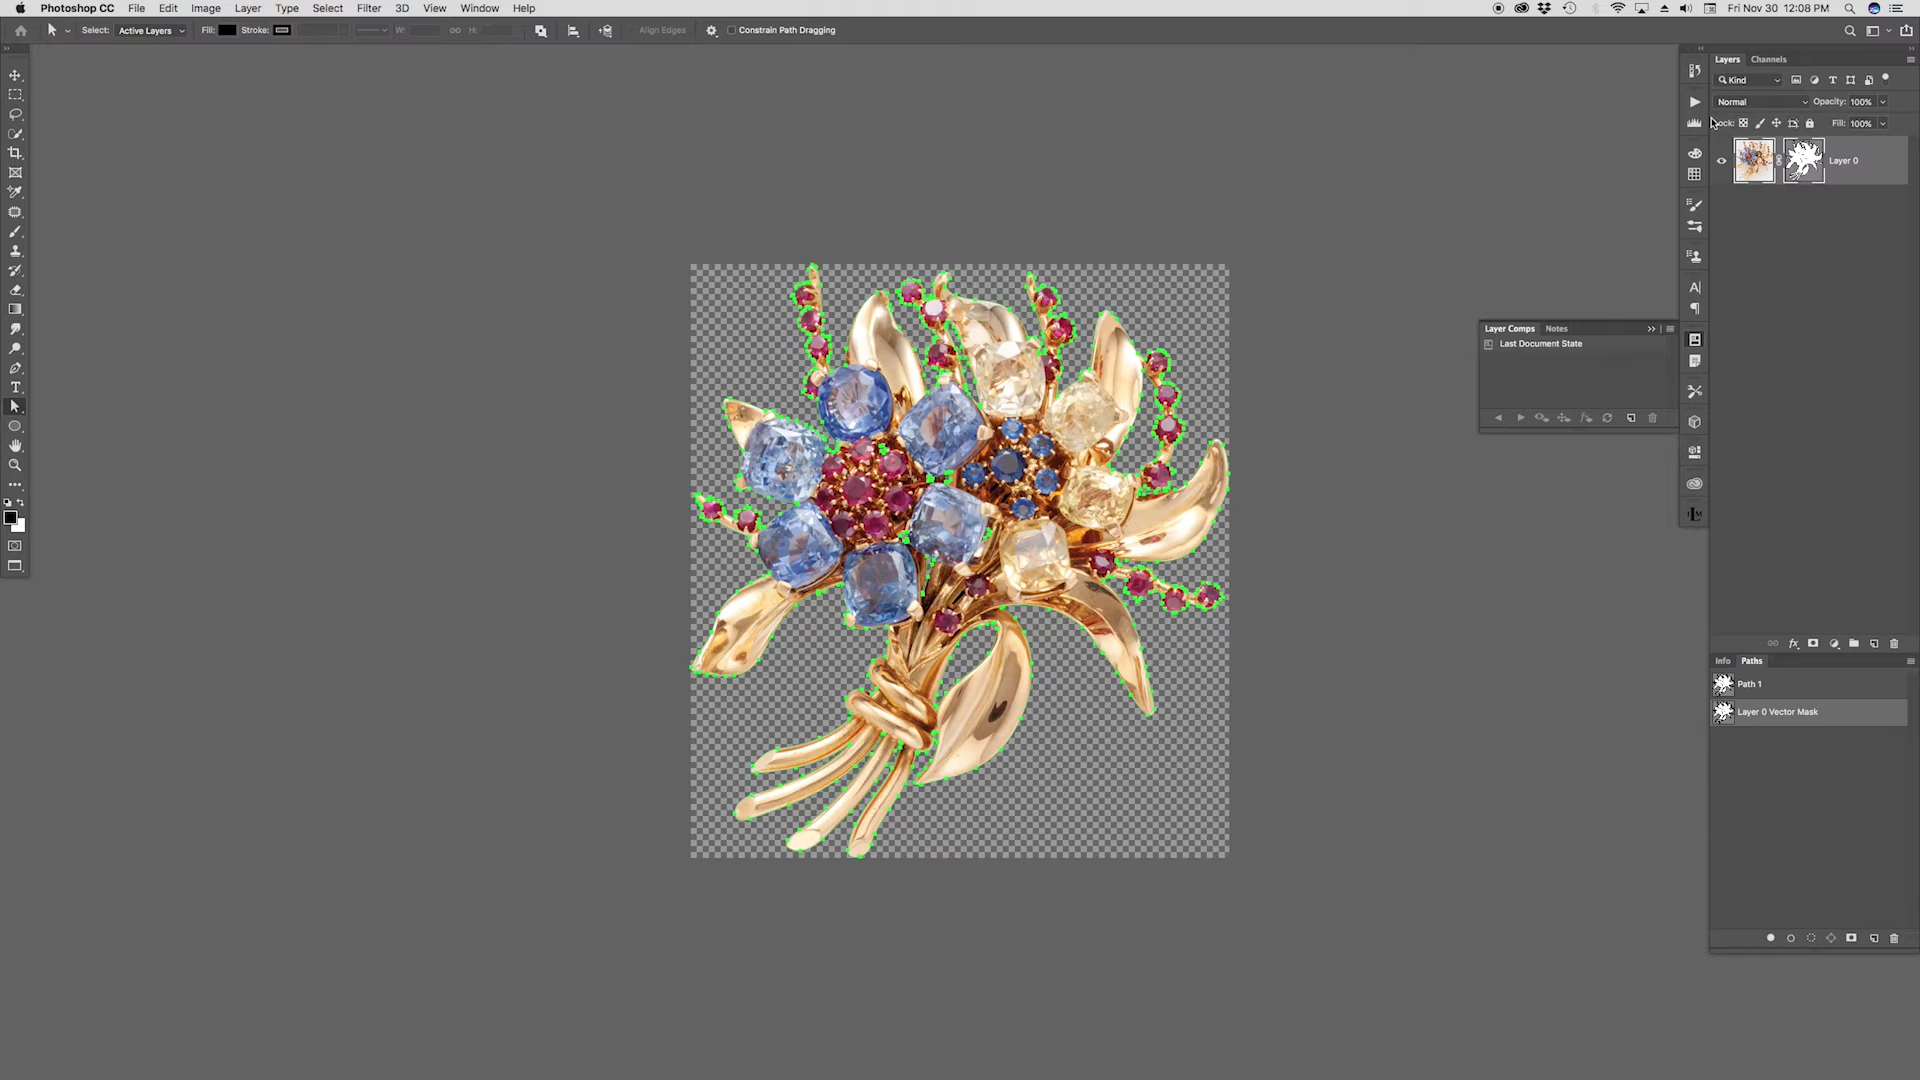 Photoshop CC File Edit Image Layer Type Select Filter 3D View Window Help Fri Nov 30 12:08 PM
Select: Active Layers Fill: Stroke: W: H: Align Edges Constrain Path Dragging
Layers Channels
Kind
Normal Opacity: 100%
Fill: 100%
Layer 0
Layer Comps Notes
Last Document State
Info Paths
Path 1
Layer 0 Vector Mask